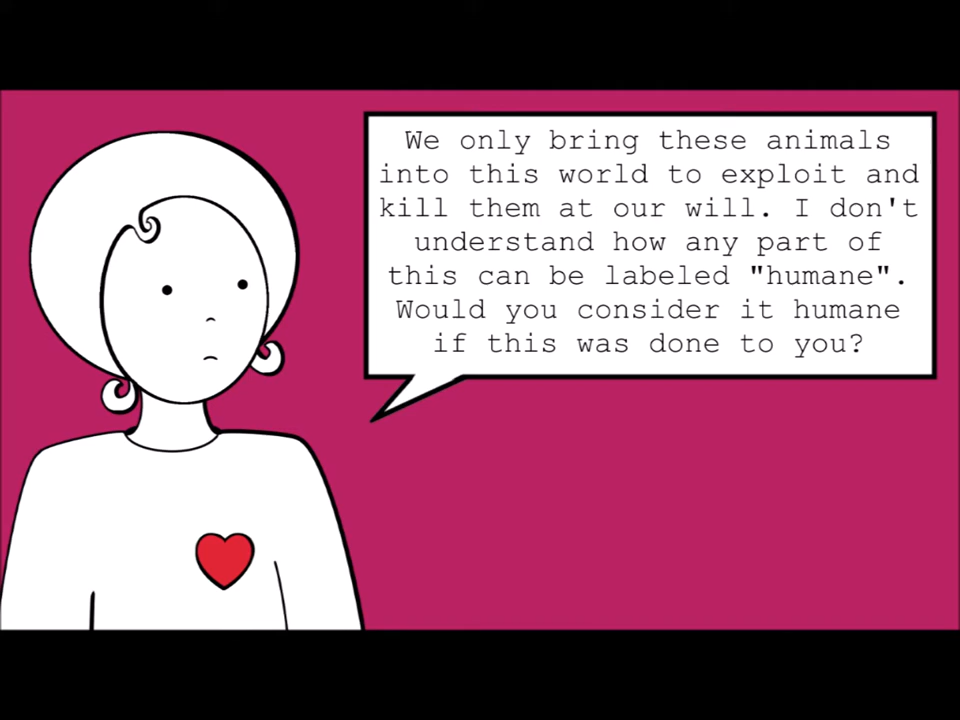 We only bring these animals
into this world to exploit and
kill them at our will. I don't
understand how any part of
this can be labeled "humane".
Would you consider it humane
if this was done to you?